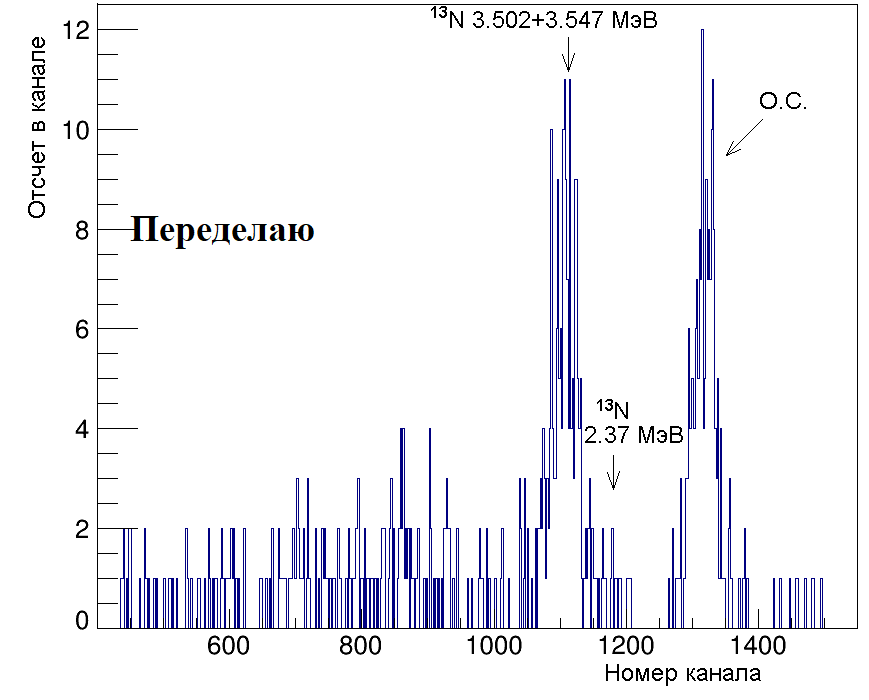 ¹³N 3.502+3.547 МэВ
О.С.
Отсчет в канале
Переделаю
¹³N
2.37 МэВ
12
10
8
6
4
2
0
600 800 1000 1200 1400
Номер канала